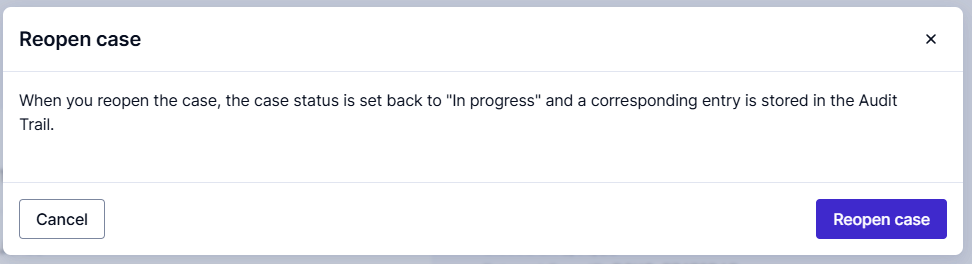 Reopen case
When you reopen the case, the case status is set back to "In progress" and a corresponding entry is stored in the Audit
Trail.
Cancel
Reopen case